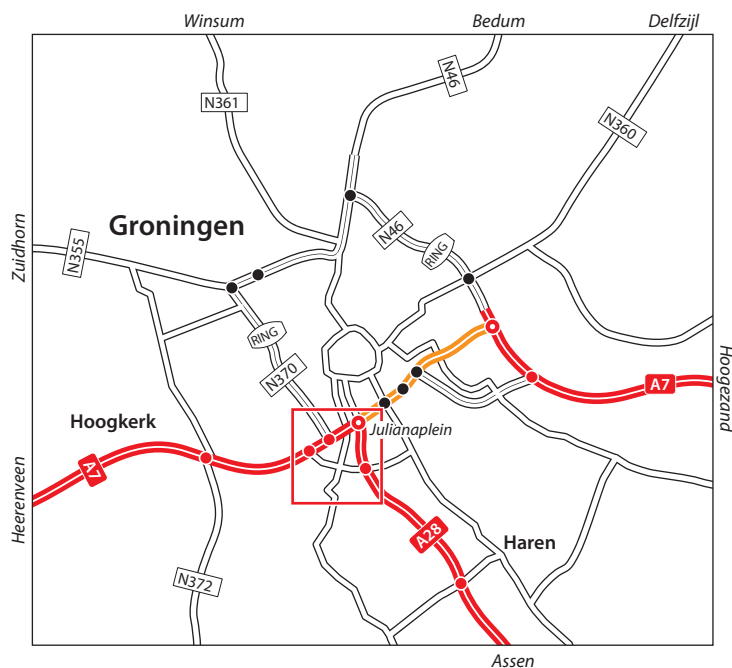 Winsum
Bedum
Delfzijl
N46
N361
N360
Groningen
N46
Zuidhorn
N355
RING
RING
N370
A7
Hoogezand
Hoogkerk
Julianaplein
A7
Heerenveen
A28
Haren
N372
Assen